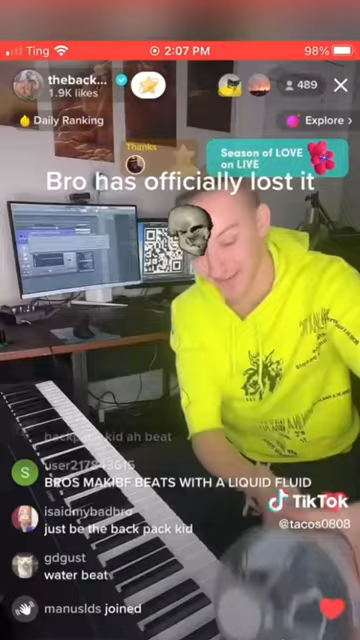 Ting
2:07 PM
98%
theback...
1.9K likes
489
Daily Ranking
Explore >
Thanks
Season of LOVE
on LIVE
Bro has officially lost it
backpack kid ah beat
BROS MAKIBF BEATS WITH A LIQUID FLUID
isaidmybadbro
just be the back pack kid
TikTok
@tacos0808
gdgust
water beat
manuslds joined